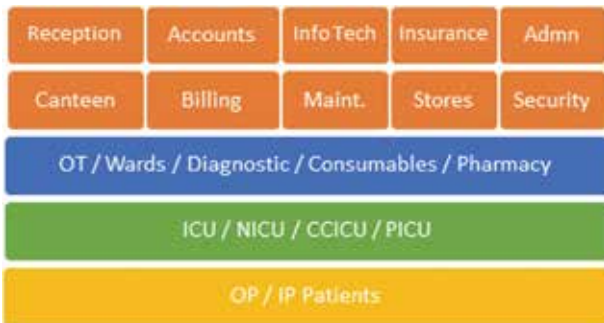 Reception Accounts Info Tech Insurance Admn
Canteen Billing Maint. Stores Security
OT / Wards / Diagnostic / Consumables / Pharmacy
ICU / NICU / CCICU / PICU
OP / IP Patients